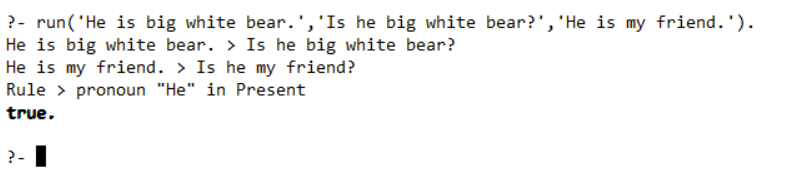 ?- run('He is big white bear.','Is he big white bear?','He is my friend.').
He is big white bear. > Is he big white bear?
He is my friend. > Is he my friend?
Rule > pronoun "He" in Present
true.
?-